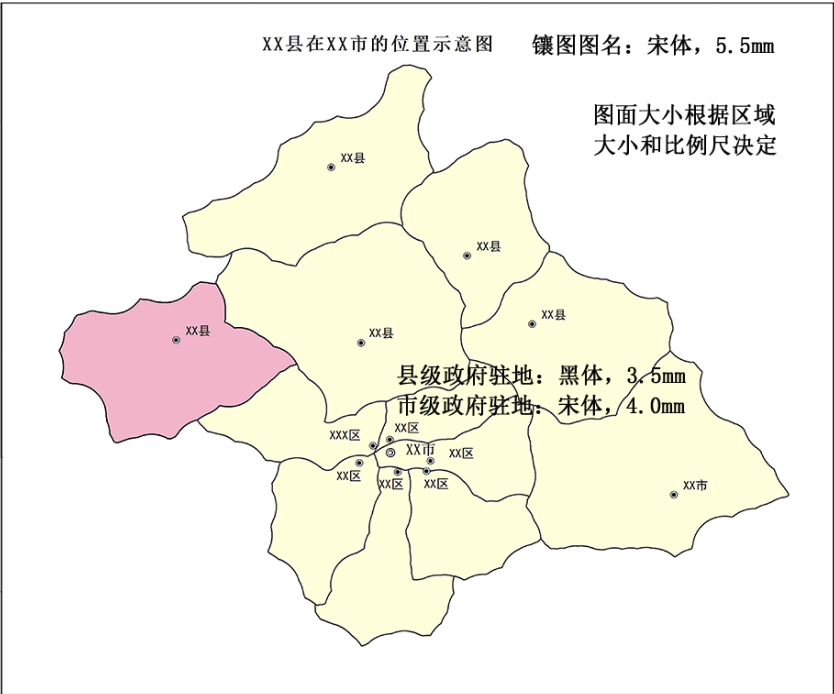 XX县在XX市的位置示意图
镶图图名：宋体，5.5mm
图面大小根据区域
大小和比例尺决定
XX县
XX县
XX县
XX县
XX县
县级政府驻地：黑体，3.5mm
市级政府驻地：宋体，4.0mm
XX区
XXX区
XX市
XX区
XX区
XX区
XX区
XX市